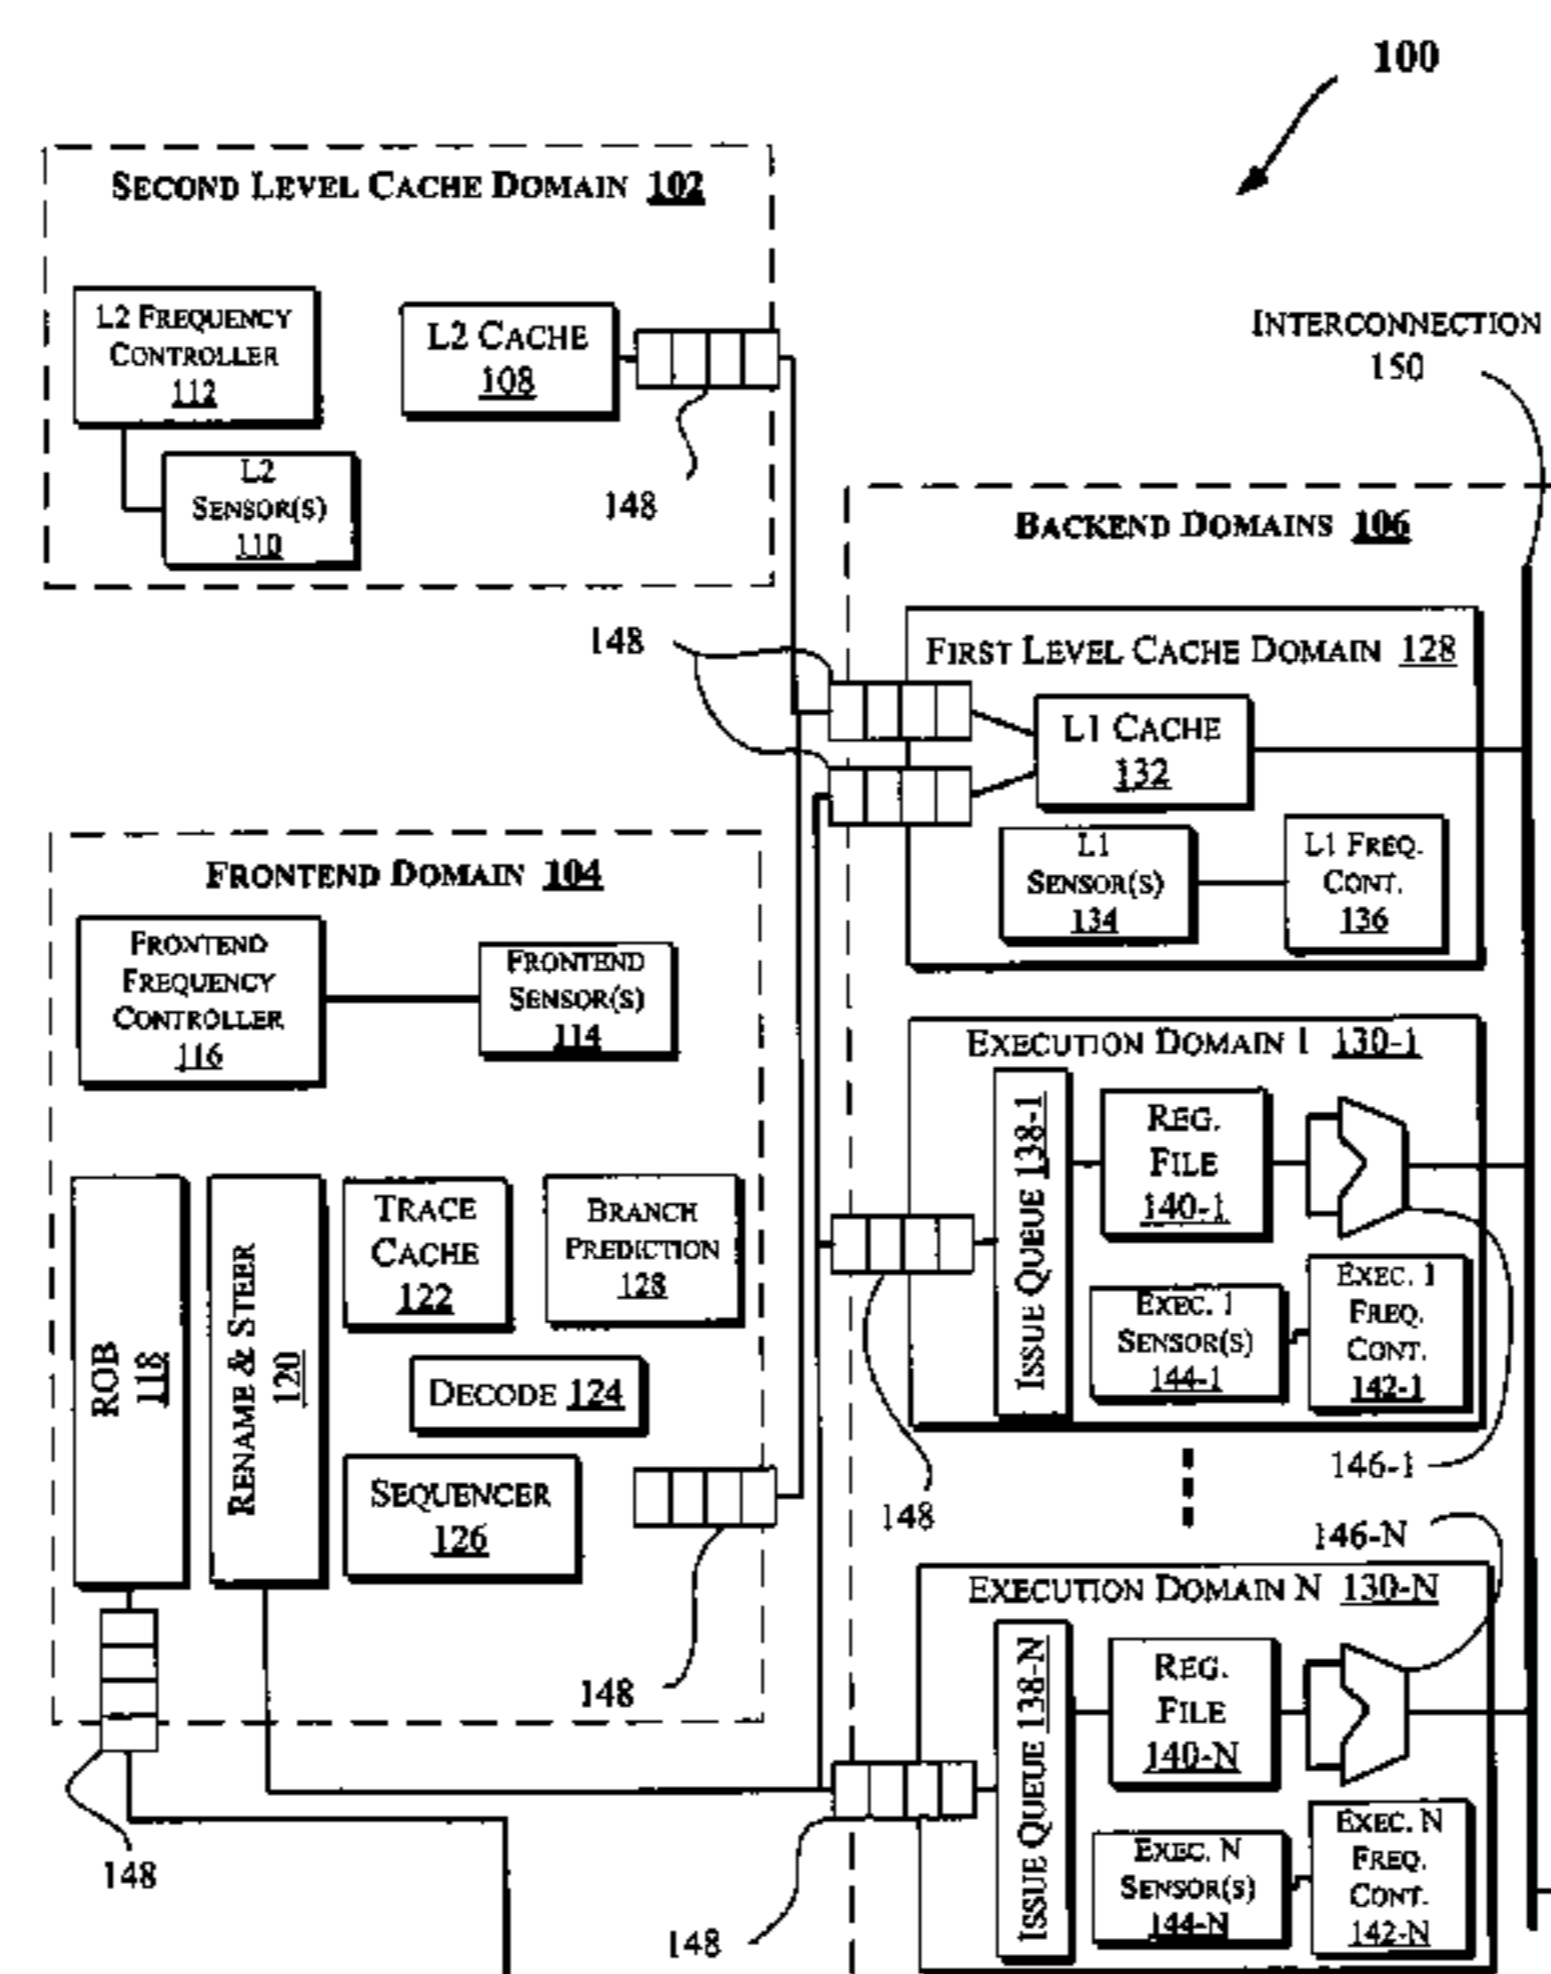 100
SECOND LEVEL CACHE DOMAIN 102
L2 FREQUENCY
CONTROLLER
112
L2 CACHE
108
L2
SENSOR(S)
110
148
INTERCONNECTION
150
BACKEND DOMAINS 106
148
FIRST LEVEL CACHE DOMAIN 128
L1 CACHE
132
L1
SENSOR(S)
134
L1 FREQ.
CONT.
136
FRONTEND DOMAIN 104
FRONTEND
FREQUENCY
CONTROLLER
116
FRONTEND
SENSOR(S)
114
EXECUTION DOMAIN 1 130-1
ISSUE QUEUE 138-1
REG.
FILE
140-1
EXEC. 1
SENSOR(S)
144-1
EXEC. 1
FREQ.
CONT.
142-1
146-1
148
ROB
118
RENAME & STEER
120
TRACE
CACHE
122
BRANCH
PREDICTION
128
DECODE 124
SEQUENCER
126
148
148
146-N
EXECUTION DOMAIN N 130-N
ISSUE QUEUE 138-N
REG.
FILE
140-N
EXEC. N
SENSOR(S)
144-N
EXEC. N
FREQ.
CONT.
142-N
148